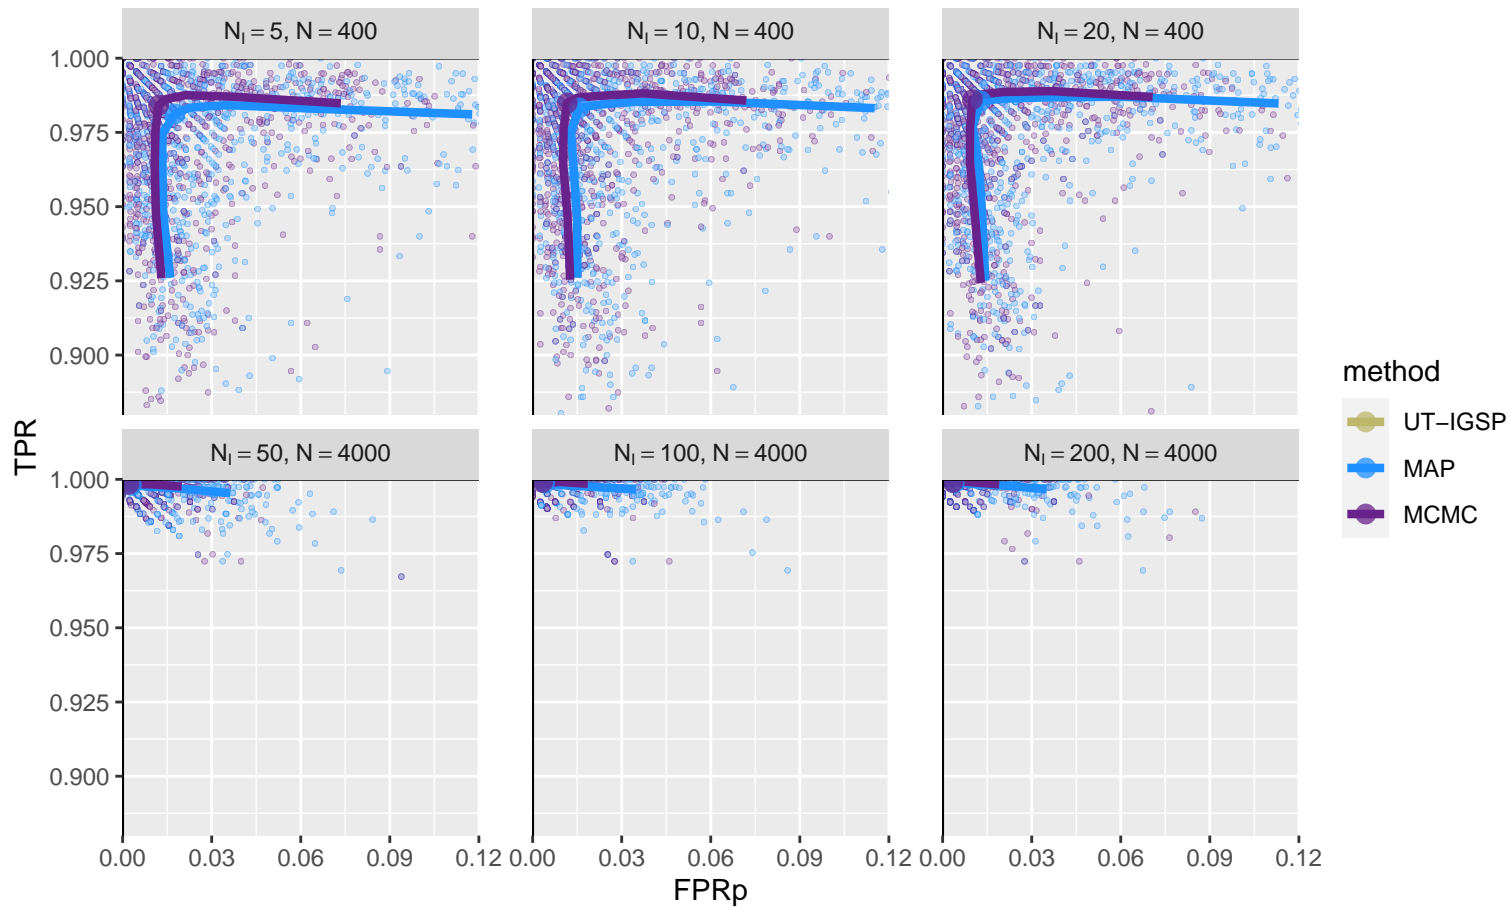 N_I = 5, N = 400
N_I = 10, N = 400
N_I = 20, N = 400
1.000
0.975
0.950
0.925
0.900
TPR
N_I = 50, N = 4000
N_I = 100, N = 4000
N_I = 200, N = 4000
1.000
0.975
0.950
0.925
0.900
0.00 0.03 0.06 0.09 0.12
0.00 0.03 0.06 0.09 0.12
0.00 0.03 0.06 0.09 0.12
FPRp
method
UT−IGSP
MAP
MCMC